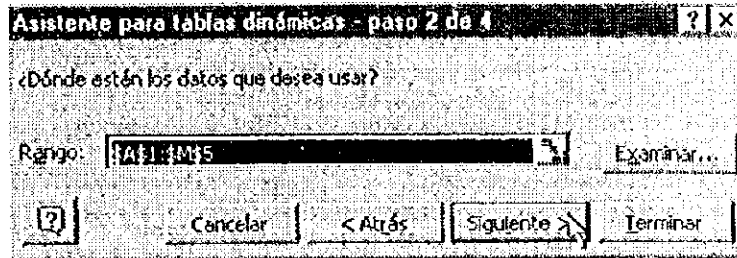 Asistente para tablas dinámicas - paso 2 de 4 ? ×
¿Dónde están los datos que desea usar?
Rango: $A$1:$M$5 Examinar...
? Cancelar < Atrás Siguiente > Terminar